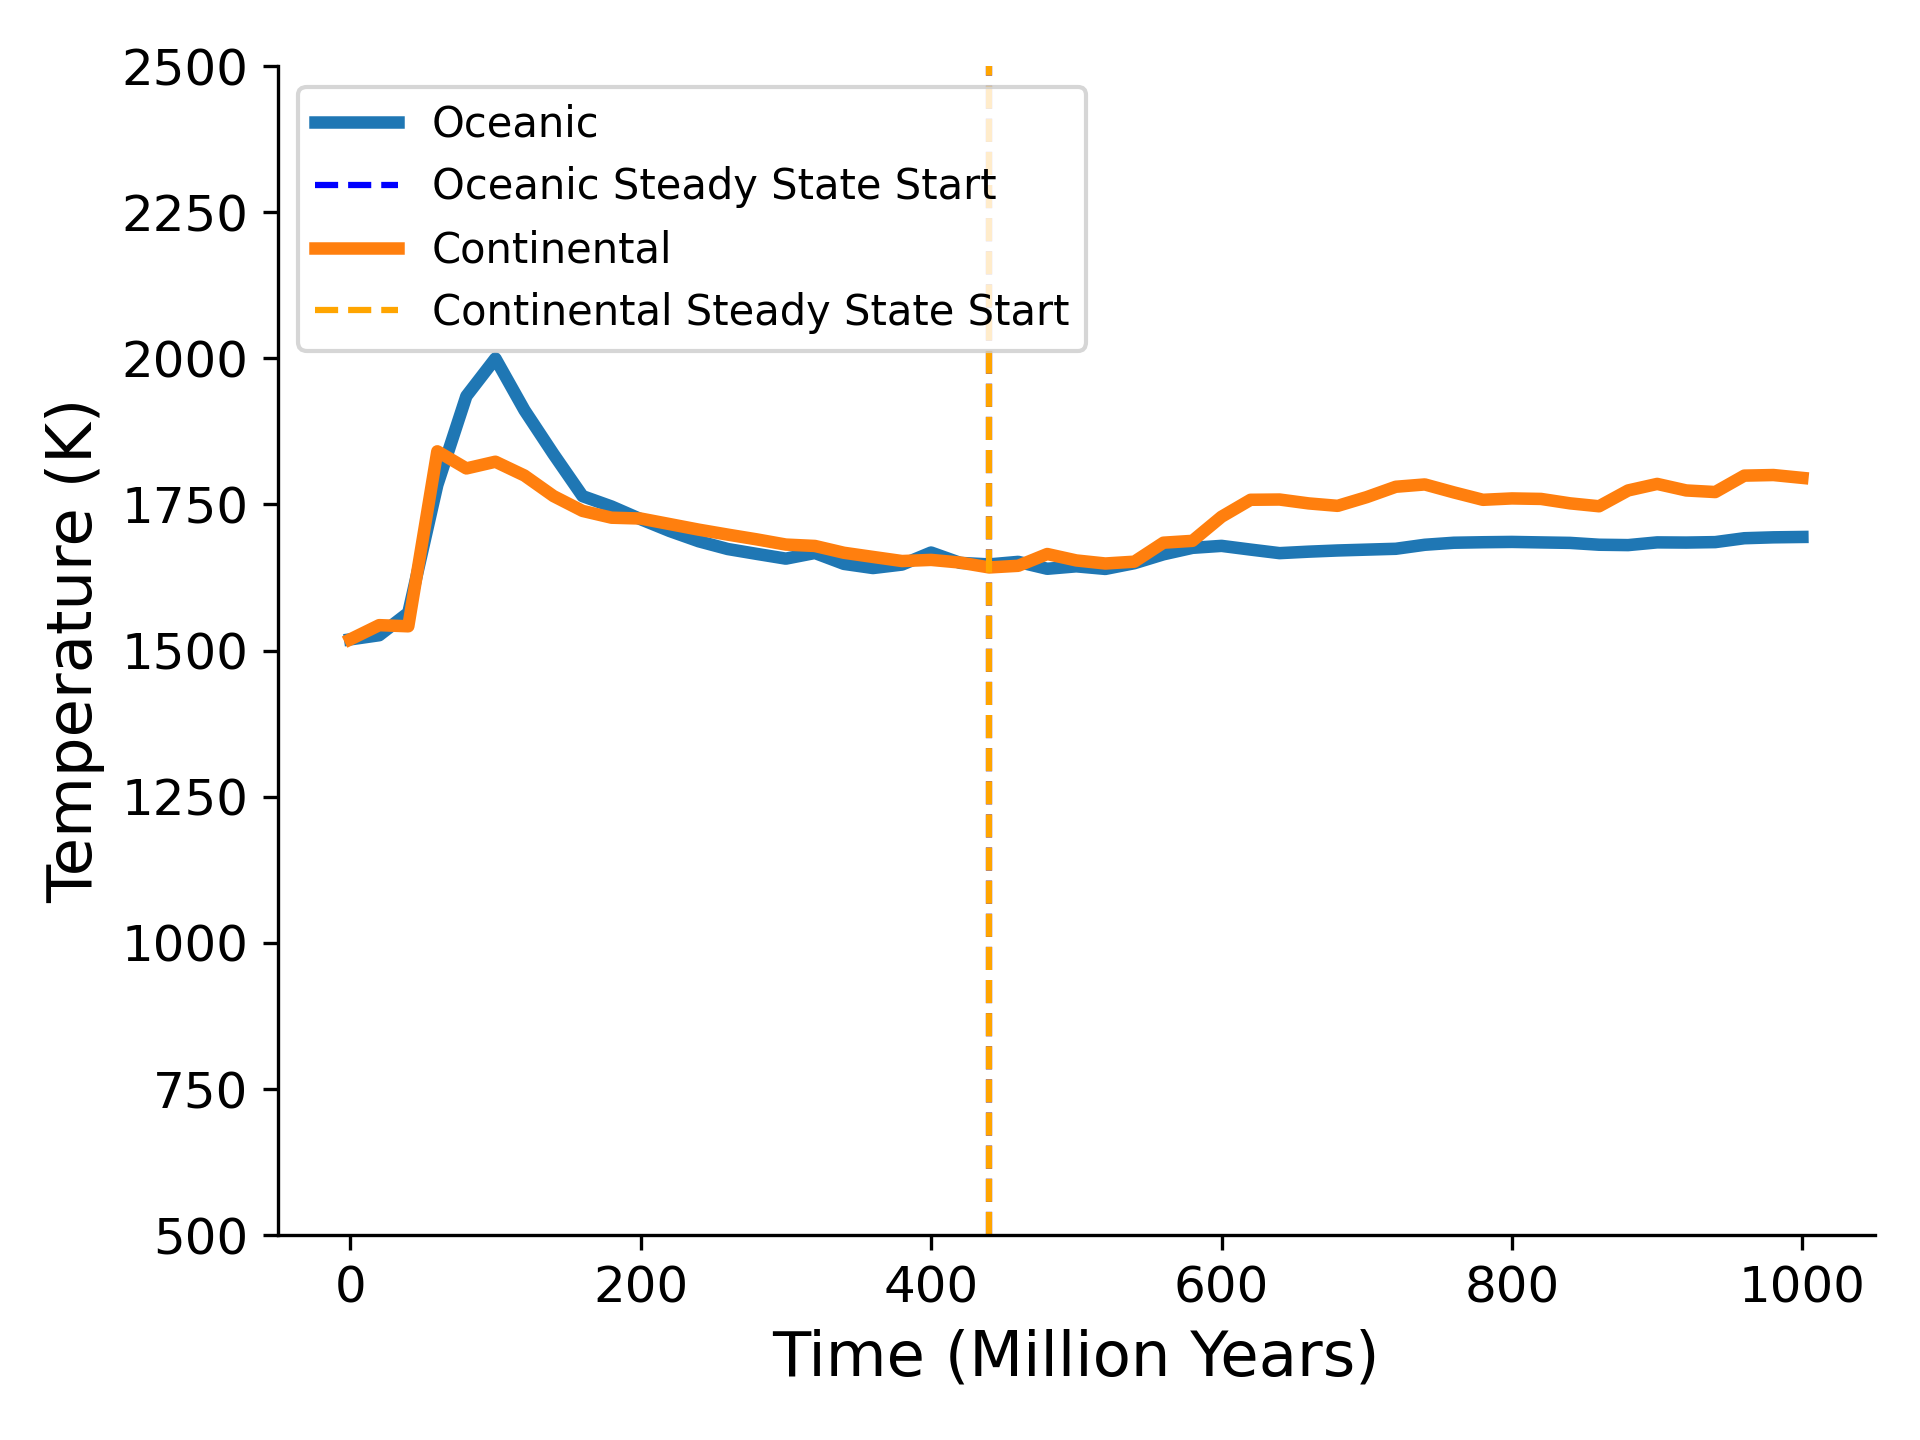 2500
2250
2000
1750
1500
1250
1000
750
500
Temperature (K)
Oceanic
Oceanic Steady State Start
Continental
Continental Steady State Start
0 200 400 600 800 1000
Time (Million Years)